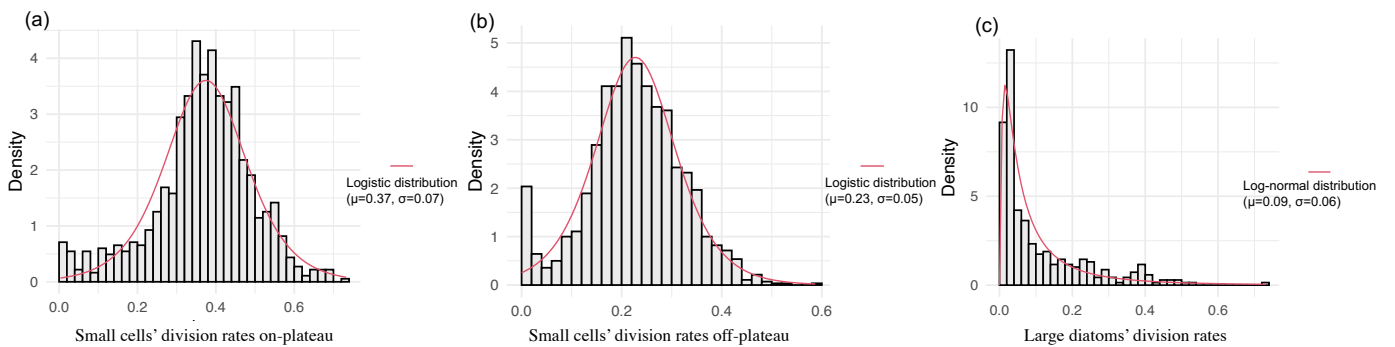 (a)
Density
4
3
2
1
0
0.0 0.2 0.4 0.6
Small cells' division rates on-plateau
Logistic distribution
(μ=0.37, σ=0.07)
(b)
Density
5
4
3
2
1
0
0.0 0.2 0.4 0.6
Small cells' division rates off-plateau
Logistic distribution
(μ=0.23, σ=0.05)
(c)
Density
10
5
0
0.0 0.2 0.4 0.6
Large diatoms' division rates
Log-normal distribution
(μ=0.09, σ=0.06)